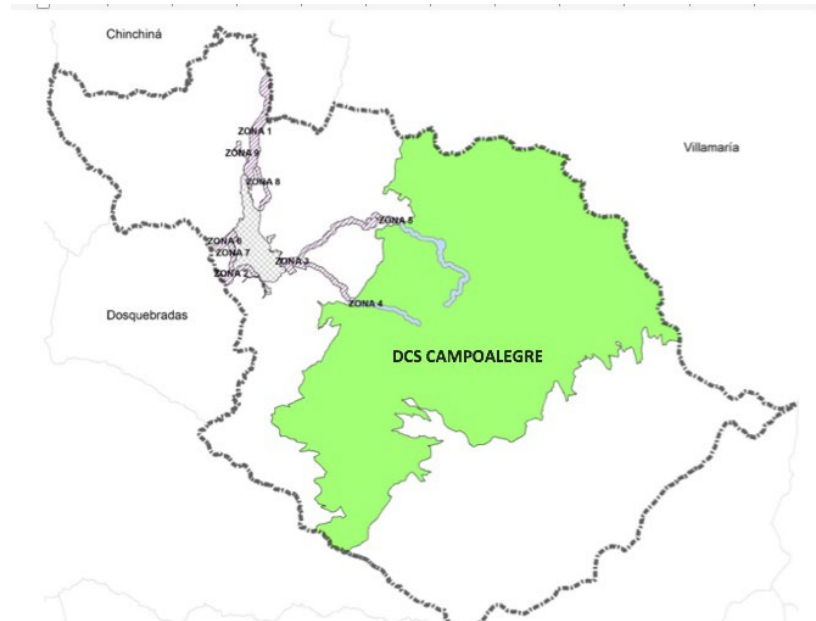 Chinchiná
ZONA 1
ZONA 9
Villamaría
ZONA 8
ZONA 5
ZONA 6
ZONA 7
ZONA 3
ZONA 2
ZONA 4
Dosquebradas
DCS CAMPOALEGRE